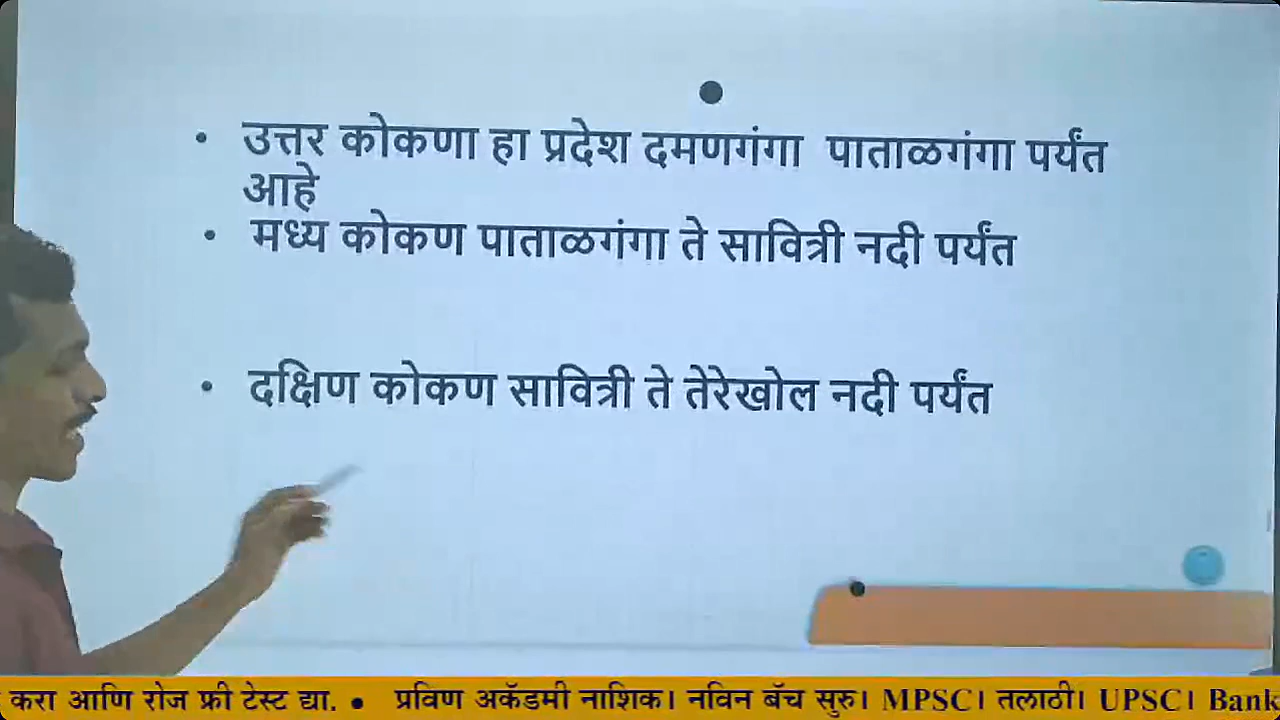 • उत्तर कोकणा हा प्रदेश दमणगंगा पाताळगंगा पर्यंत
आहे
• मध्य कोकण पाताळगंगा ते सावित्री नदी पर्यंत
• दक्षिण कोकण सावित्री ते तेरेखोल नदी पर्यंत
करा आणि रोज फ्री टेस्ट द्या. ● प्रविण अकॅडमी नाशिक। नविन बॅच सुरु। MPSC। तलाठी। UPSC। Bank